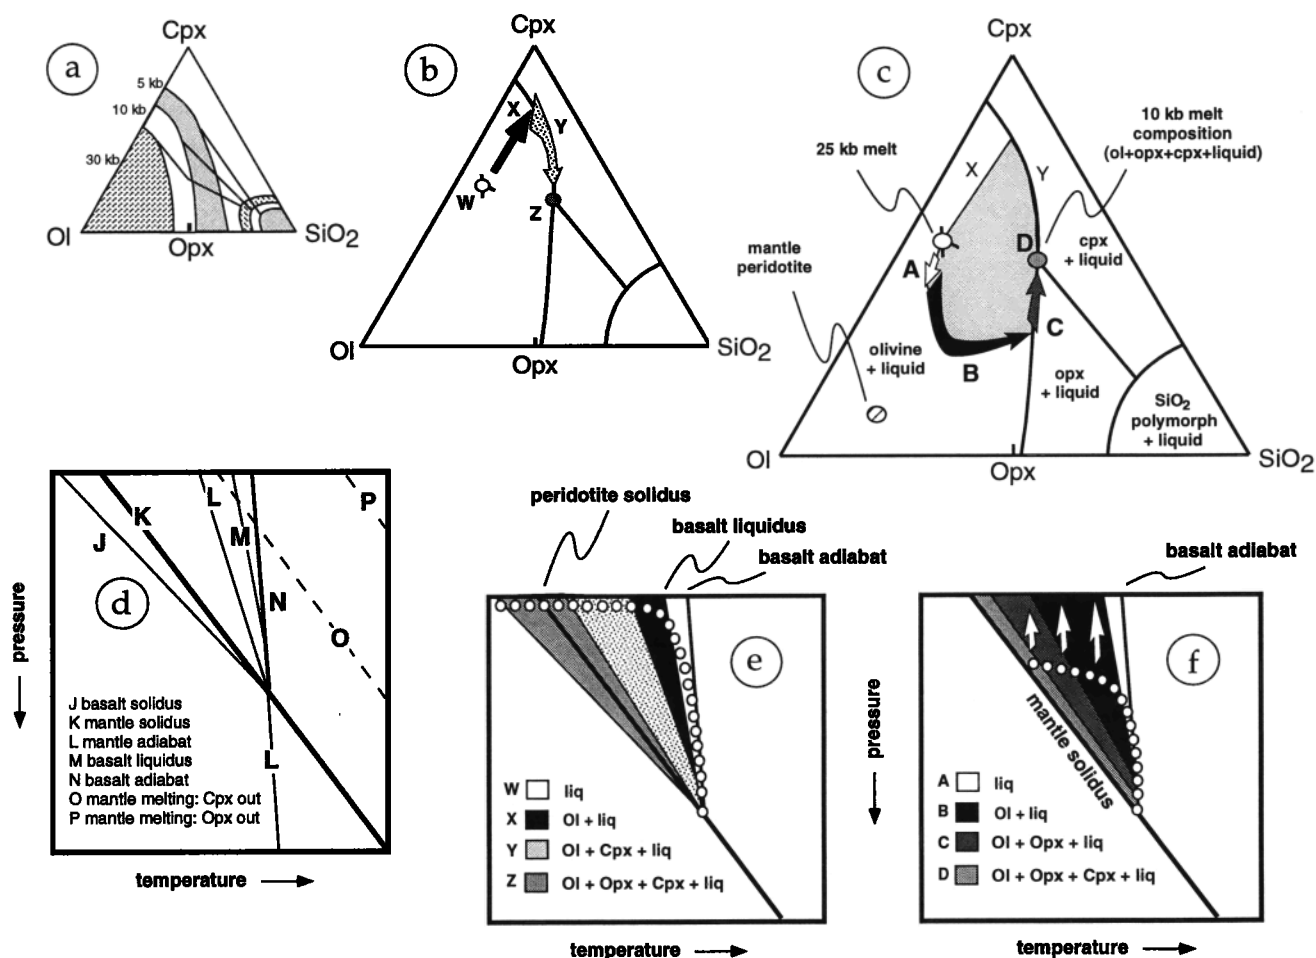 a
Cpx
5 kb
10 kb
30 kb
Ol
Opx
SiO2
b
Cpx
X
Y
W
Z
Ol
Opx
SiO2
c
Cpx
25 kb melt
10 kb melt
composition
(ol+opx+cpx+liquid)
X
Y
mantle
peridotite
A
D
cpx
+ liquid
C
olivine
+ liquid
B
opx
+ liquid
SiO2
polymorph
+ liquid
Ol
Opx
SiO2
pressure
K
L
P
J
M
d
N
O
L
J basalt solidus
K mantle solidus
L mantle adiabat
M basalt liquidus
N basalt adiabat
O mantle melting: Cpx out
P mantle melting: Opx out
temperature
peridotite solidus
basalt liquidus
basalt adiabat
e
W liq
X Ol + liq
Y Ol + Cpx + liq
Z Ol + Opx + Cpx + liq
temperature
pressure
basalt adiabat
f
mantle solidus
A liq
B Ol + liq
C Ol + Opx + liq
D Ol + Opx + Cpx + liq
temperature